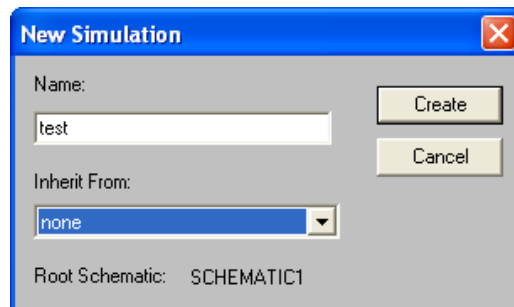 New Simulation
Name:
Create
test
Cancel
Inherit From:
none
Root Schematic: SCHEMATIC1